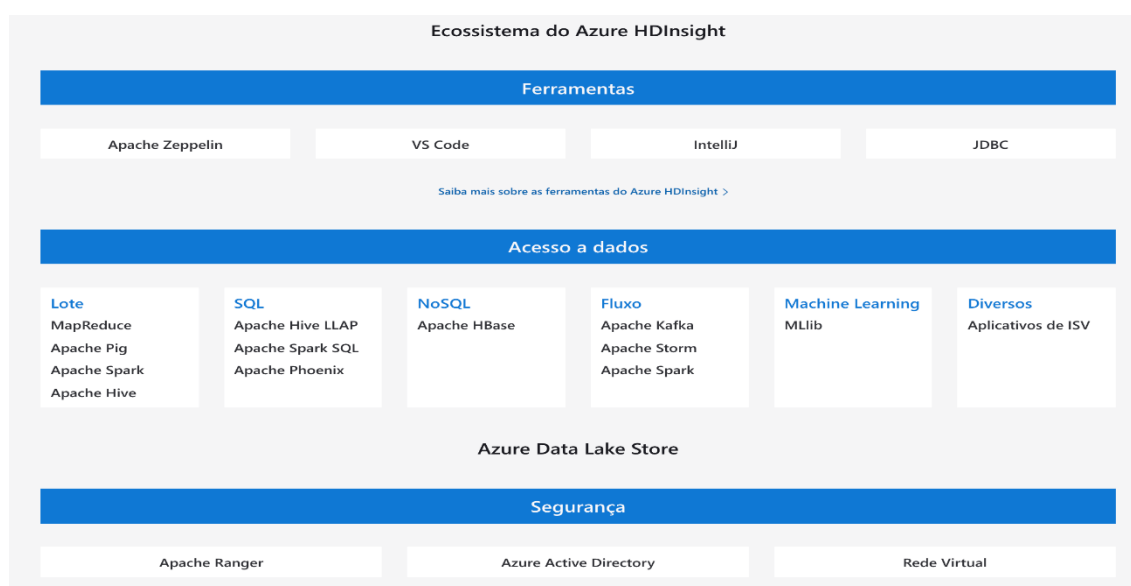 Ecossistema do Azure HDInsight
Ferramentas
Apache Zeppelin
VS Code
IntelliJ
JDBC
Saiba mais sobre as ferramentas do Azure HDInsight >
Acesso a dados
Lote
MapReduce
Apache Pig
Apache Spark
Apache Hive
SQL
Apache Hive LLAP
Apache Spark SQL
Apache Phoenix
NoSQL
Apache HBase
Fluxo
Apache Kafka
Apache Storm
Apache Spark
Machine Learning
MLlib
Diversos
Aplicativos de ISV
Azure Data Lake Store
Segurança
Apache Ranger
Azure Active Directory
Rede Virtual